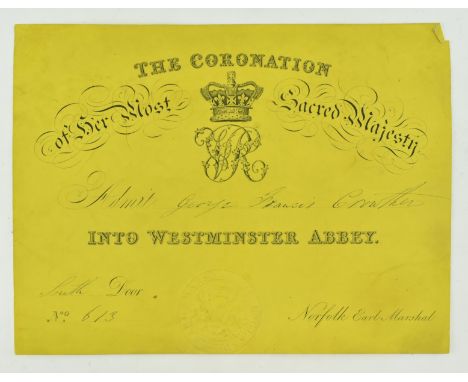 THE CORONATION
of Her Most Sacred Majesty
VR
Admit George Francis
INTO WESTMINSTER ABBEY.
South Door
No 613
Norfolk Earl Marshal